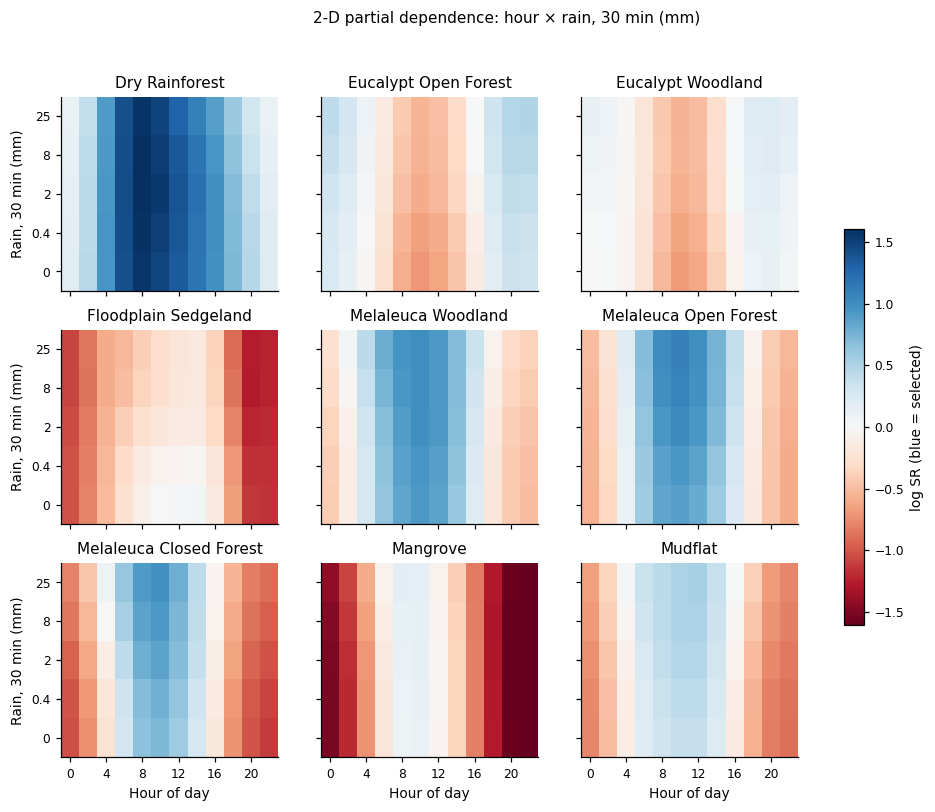 2-D partial dependence: hour × rain, 30 min (mm)
Dry Rainforest
Eucalypt Open Forest
Eucalypt Woodland
Rain, 30 min (mm)
25
8
2
0.4
0
Floodplain Sedgeland
Melaleuca Woodland
Melaleuca Open Forest
Rain, 30 min (mm)
25
8
2
0.4
0
Melaleuca Closed Forest
Mangrove
Mudflat
Rain, 30 min (mm)
25
8
2
0.4
0
0 4 8 12 16 20
0 4 8 12 16 20
0 4 8 12 16 20
Hour of day
Hour of day
Hour of day
1.5
1.0
0.5
0.0
−0.5
−1.0
−1.5
log SR (blue = selected)